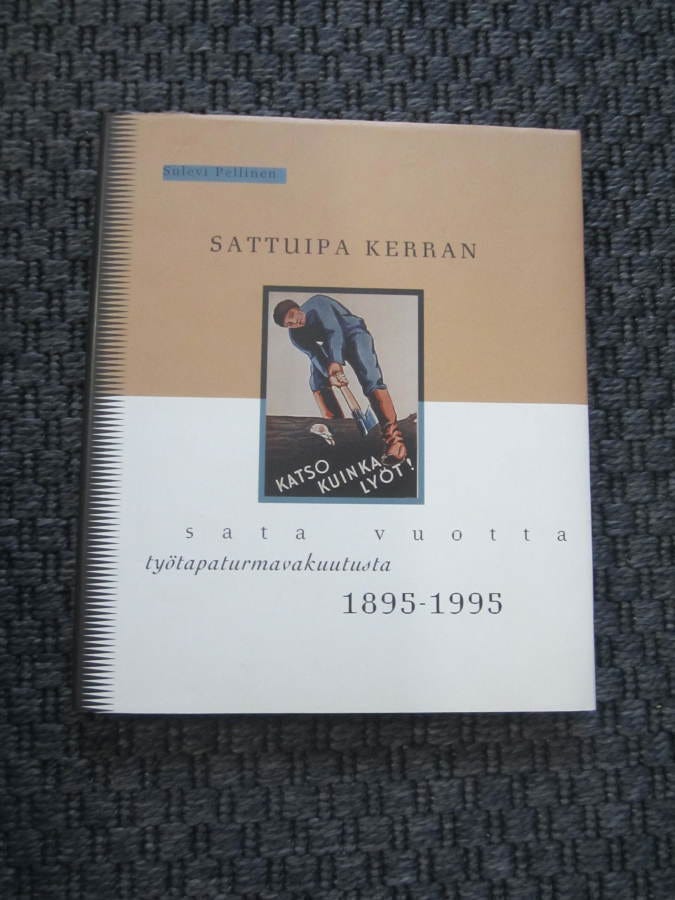 Sulevi Pellinen
SATTUIPA KERRAN
KATSO
KUINKA
LYÖT!
sata vuotta
työtapaturmavakuutusta
1895-1995